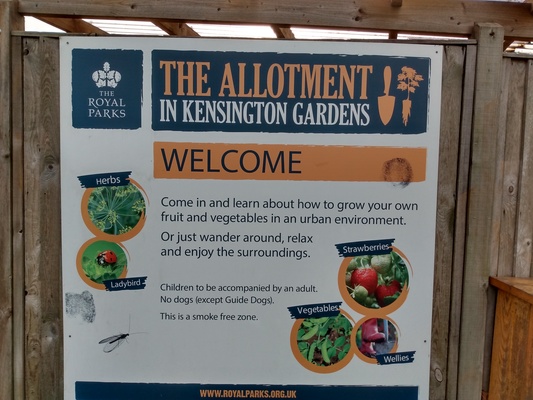 THE
ROYAL
PARKS
THE ALLOTMENT
IN KENSINGTON GARDENS
WELCOME
Herbs
Come in and learn about how to grow your own
fruit and vegetables in an urban environment.
Or just wander around, relax
and enjoy the surroundings.
Strawberries
Ladybird
Children to be accompanied by an adult.
No dogs (except Guide Dogs).
This is a smoke free zone.
Vegetables
Wellies
WWW.ROYALPARKS.ORG.UK